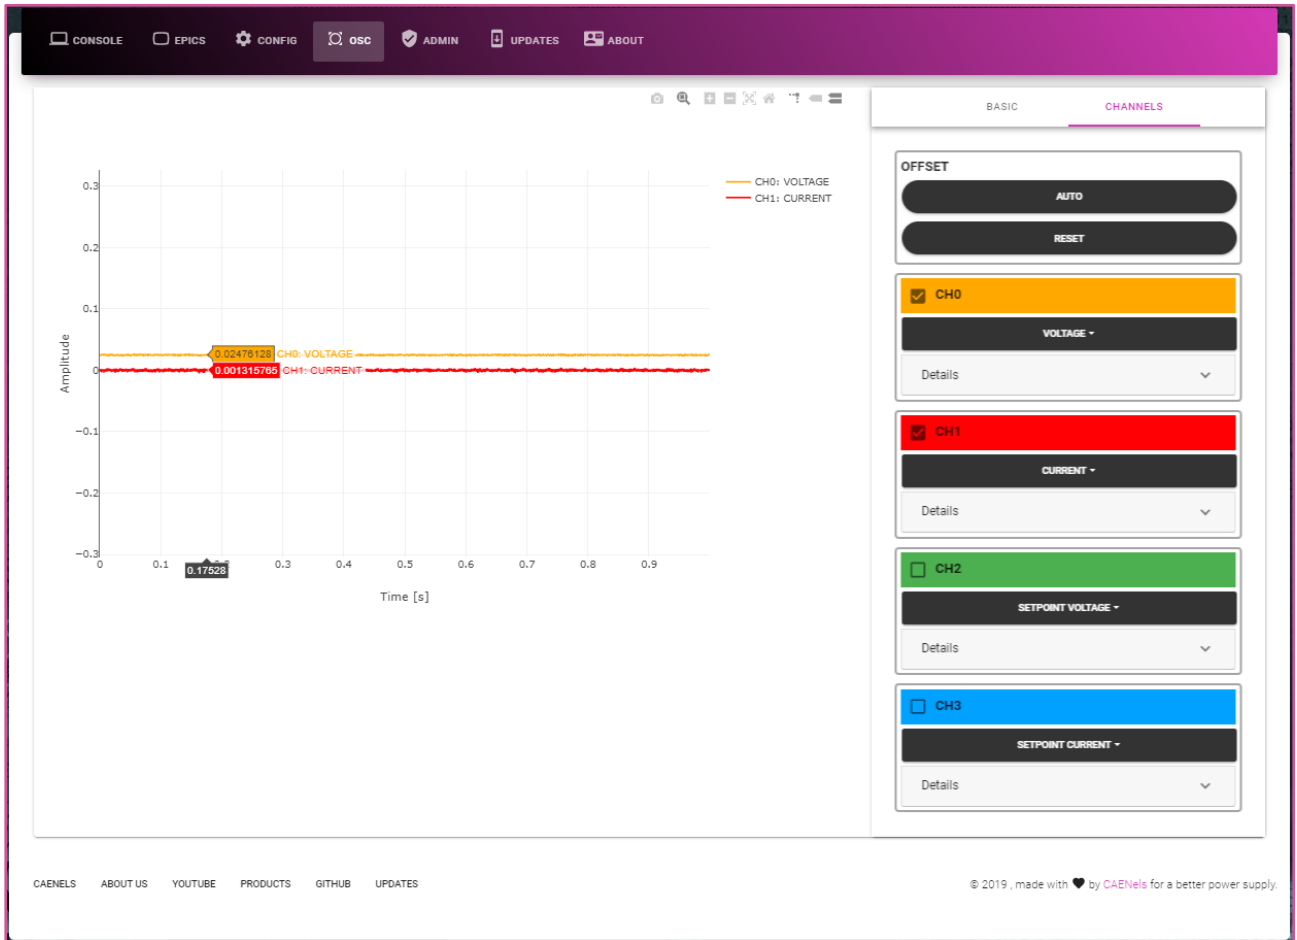 CONSOLE EPICS CONFIG OSC ADMIN UPDATES ABOUT
BASIC CHANNELS
CH0: VOLTAGE
CH1: CURRENT
0.3
0.2
0.1
0
−0.1
−0.2
−0.3
Amplitude
0.02476128 CH0: VOLTAGE
0.001315765 CH1: CURRENT
0 0.1 0.3 0.4 0.5 0.6 0.7 0.8 0.9
0.17528
Time [s]
OFFSET
AUTO
RESET
CH0
VOLTAGE
Details
CH1
CURRENT
Details
CH2
SETPOINT VOLTAGE
Details
CH3
SETPOINT CURRENT
Details
CAENELS ABOUT US YOUTUBE PRODUCTS GITHUB UPDATES
© 2019 , made with ♥ by CAENels for a better power supply.